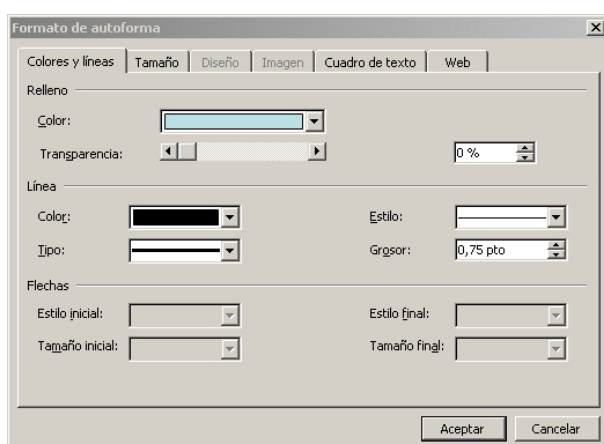 Formato de autoforma
Colores y líneas Tamaño Diseño Imagen Cuadro de texto Web
Relleno
Color:
Transparencia: 0 %
Línea
Color: Estilo:
Tipo: Grosor: 0,75 pto
Flechas
Estilo inicial: Estilo final:
Tamaño inicial: Tamaño final:
Aceptar Cancelar